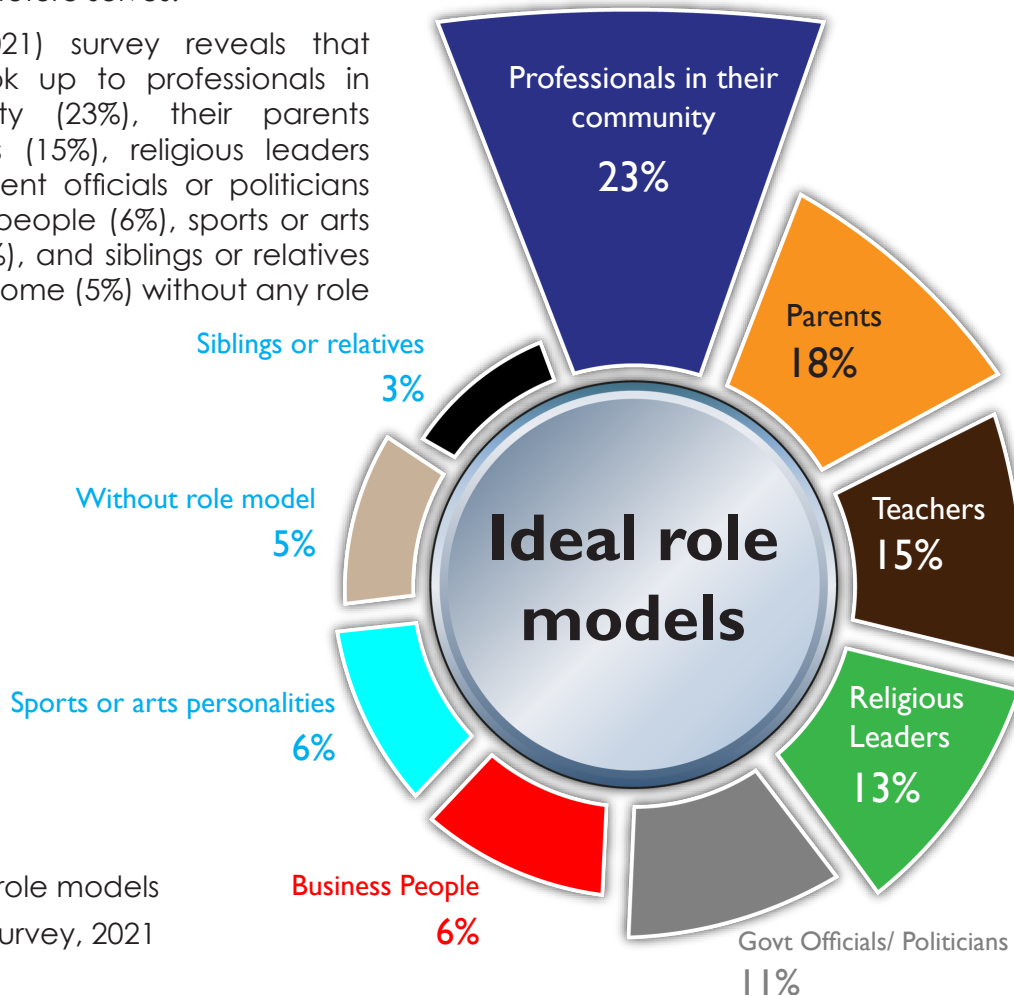 021) survey reveals that
ok up to professionals in
ty (23%), their parents
s (15%), religious leaders
ent officials or politicians
people (6%), sports or arts
%), and siblings or relatives
ome (5%) without any role
Professionals in their
community
23%
Parents
18%
Teachers
15%
Religious
Leaders
13%
Govt Officials/ Politicians
11%
Business People
6%
Sports or arts personalities
6%
Without role model
5%
Siblings or relatives
3%
Ideal role
models
role models
urvey, 2021